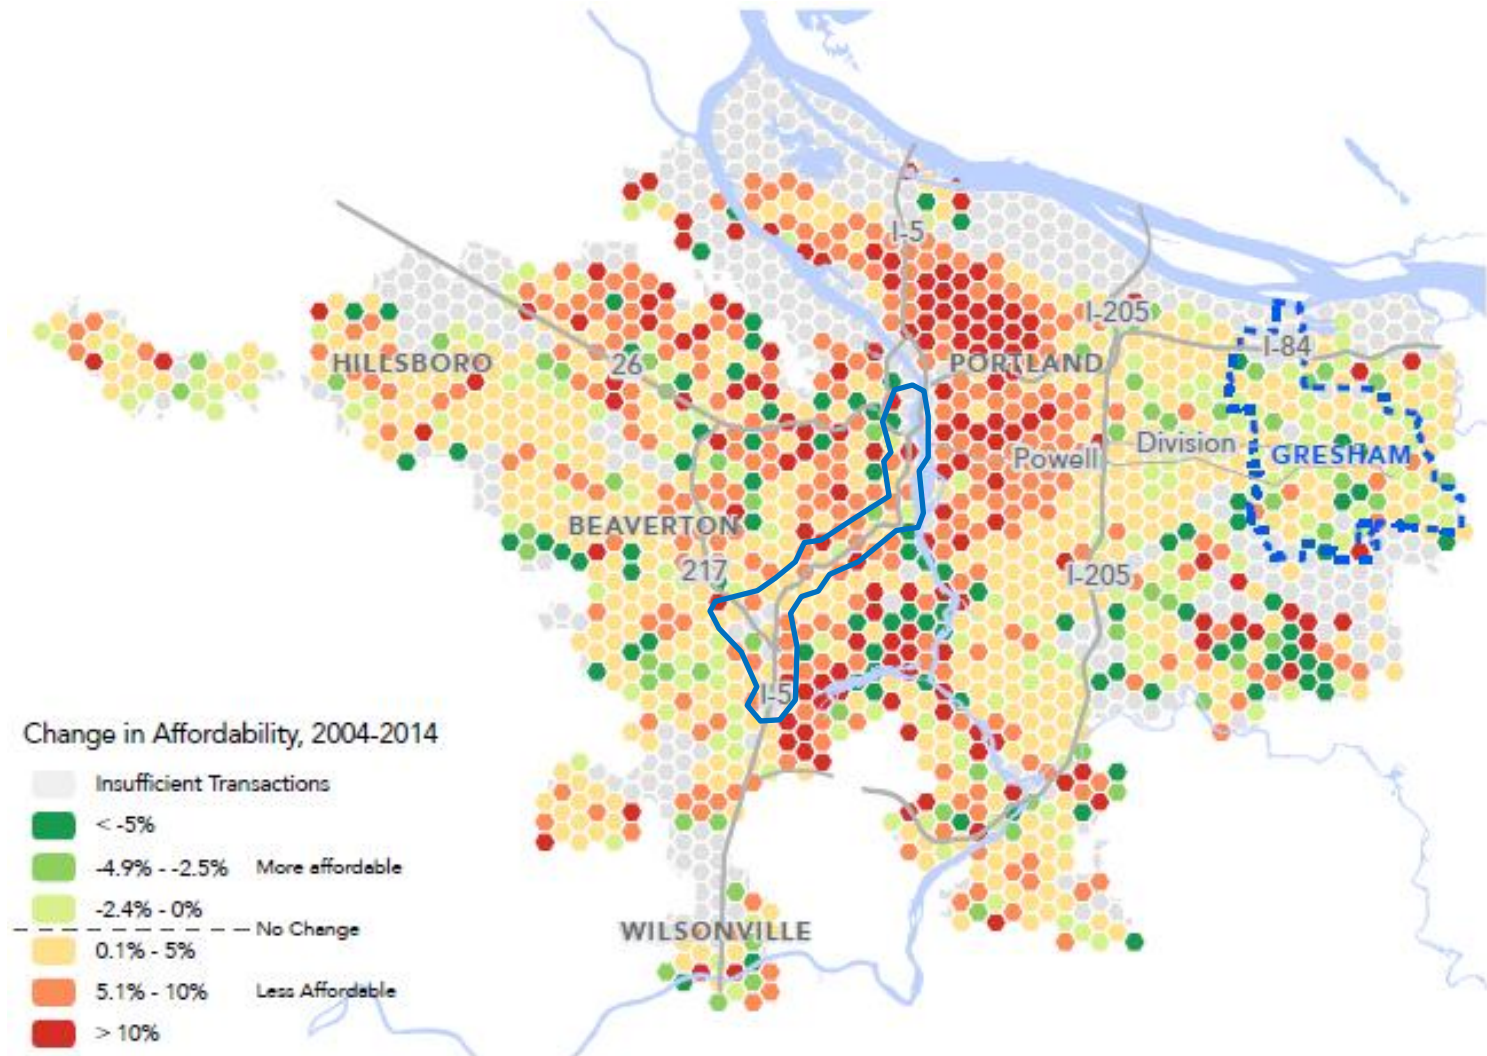 I-5
I-205
I-84
HILLSBORO
26
PORTLAND
Division
Powell
GRESHAM
BEAVERTON
217
I-205
I-5
Change in Affordability, 2004-2014
Insufficient Transactions
< -5%
-4.9% - -2.5% More affordable
-2.4% - 0%
No Change
0.1% - 5%
5.1% - 10% Less Affordable
> 10%
WILSONVILLE